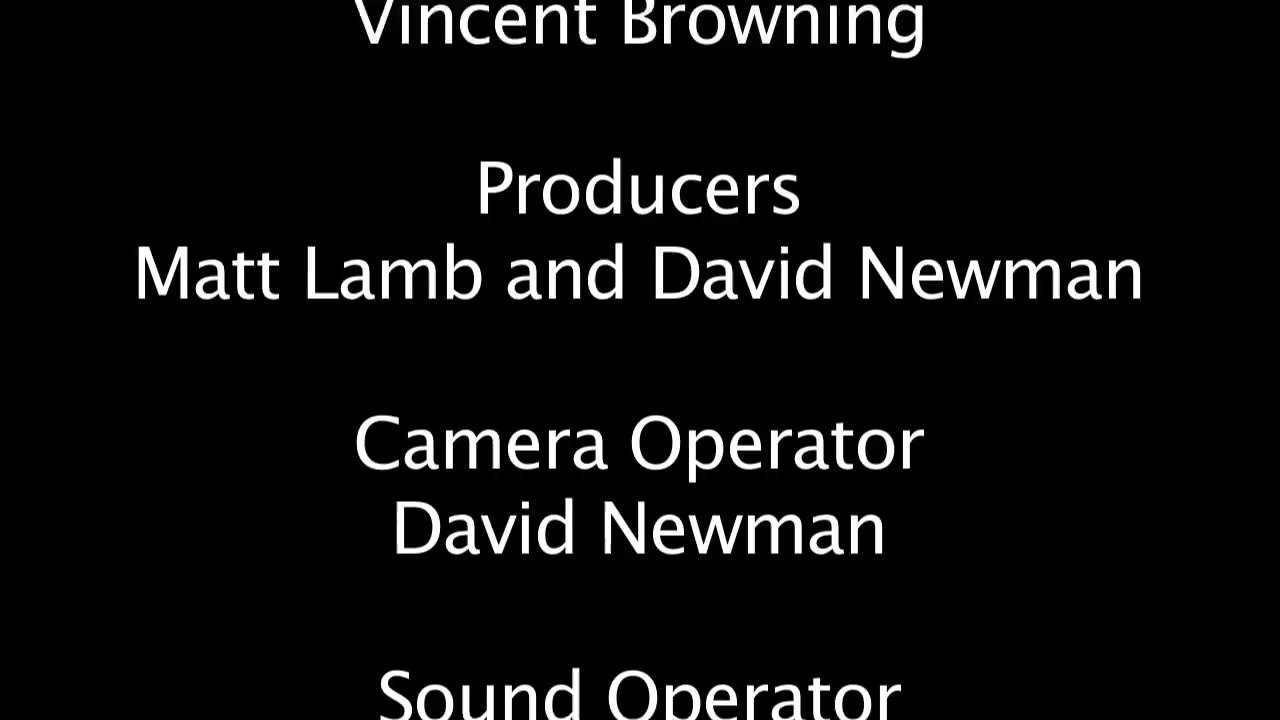 Vincent Browning
Producers
Matt Lamb and David Newman
Camera Operator
David Newman
Sound Operator